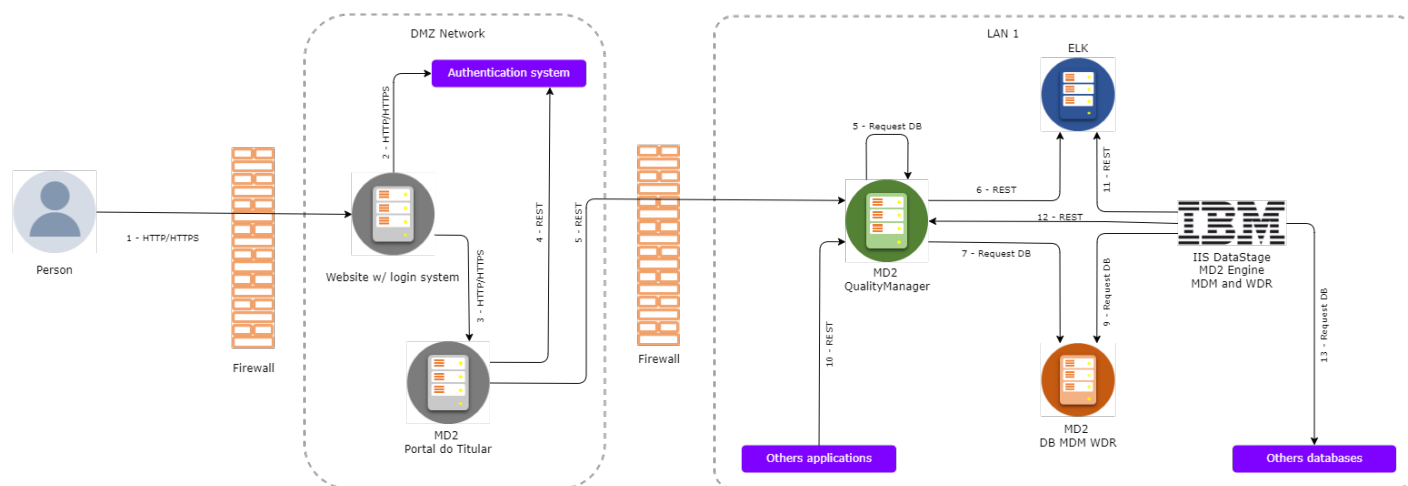 DMZ Network
LAN 1
ELK
Authentication system
2 - HTTP/HTTPS
5 - Request DB
6 - REST
11 - REST
1 - HTTP/HTTPS
Person
Firewall
Website w/ login system
3 - HTTP/HTTPS
4 - REST
5 - REST
Firewall
MD2
QualityManager
12 - REST
7 - Request DB
9 - Request DB
IBM
IIS DataStage
MD2 Engine
MDM and WDR
10 - REST
13 - Request DB
MD2
Portal do Titular
MD2
DB MDM WDR
Others applications
Others databases